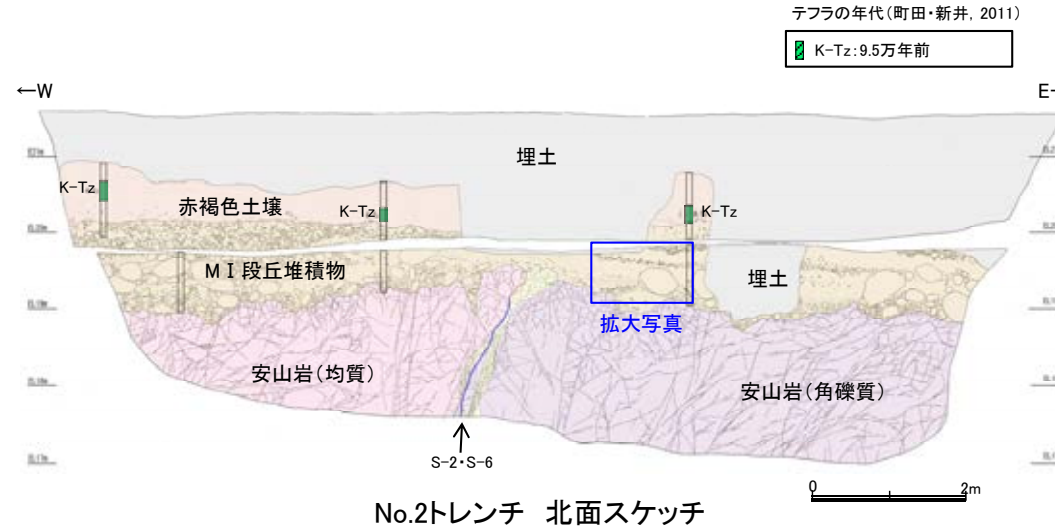 テフラの年代(町田・新井, 2011)
K-Tz:9.5万年前
←W
E-
埋土
K-Tz
赤褐色土壌
K-Tz
K-Tz
MⅠ段丘堆積物
埋土
拡大写真
安山岩(均質)
安山岩(角礫質)
S-2・S-6
0
2m
No.2トレンチ 北面スケッチ